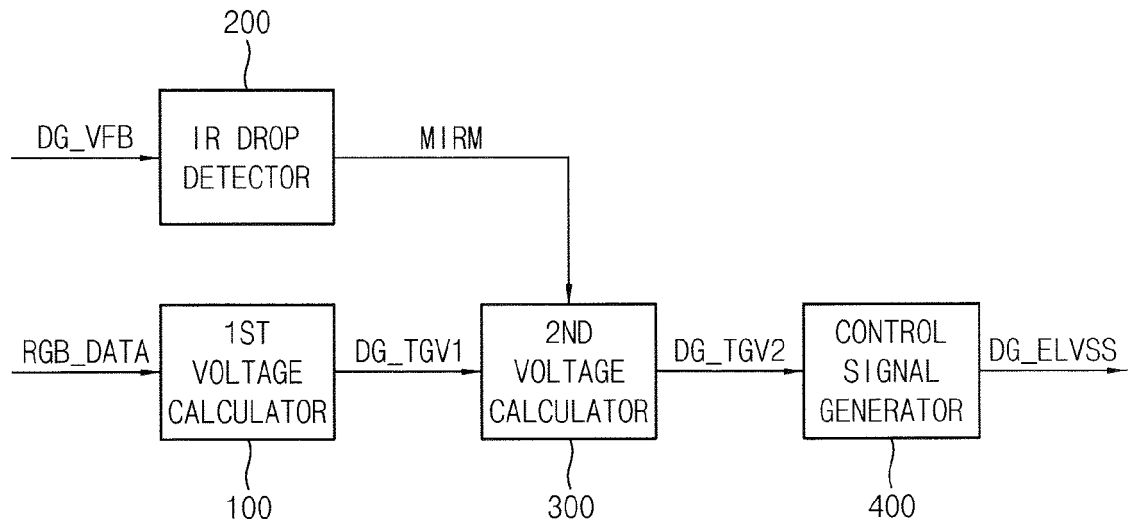 200
DG_VFB
IR DROP
DETECTOR
MIRM
RGB_DATA
1ST
VOLTAGE
CALCULATOR
DG_TGV1
2ND
VOLTAGE
CALCULATOR
DG_TGV2
CONTROL
SIGNAL
GENERATOR
DG_ELVSS
100
300
400